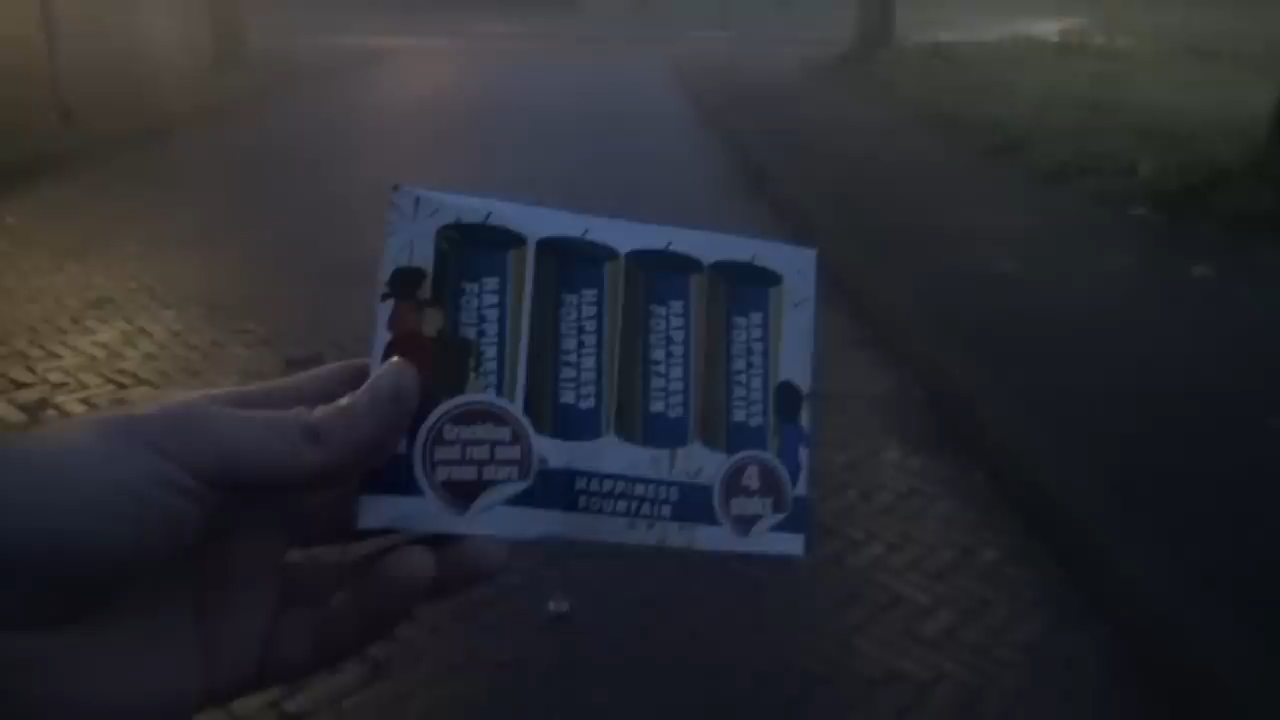 HAPPINESS
FOUNTAIN
HAPPINESS
FOUNTAIN
HAPPINESS
FOUNTAIN
HAPPINESS
FOUNTAIN
Crackling
and red and
green stars
HAPPINESS
FOUNTAIN
4